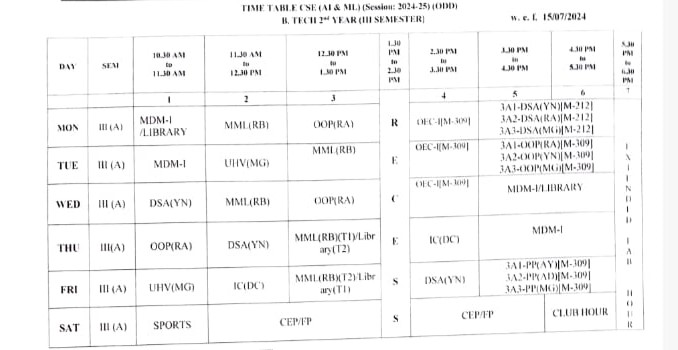 TIME TABLE CSE (AI & ML) (Session: 2024-25) (ODD)
B. TECH 2nd YEAR (III SEMESTER)
w. e. f. 15/07/2024
DAY
SEM
10.30 AM
to
11.30 AM
11.30 AM
to
12.30 PM
12.30 PM
to
1.30 PM
1.30
PM
to
2.30
PM
2.30 PM
to
3.30 PM
3.30 PM
to
4.30 PM
4.30 PM
to
5.30 PM
5.30
PM
to
6.30
PM
1 2 3 4 5 6 7
MON III (A) MDM-I
/LIBRARY
MML(RB) OOP(RA) R OEC-I[M-309]
3A1-DSA(YN)[M-212]
3A2-DSA(RA)[M-212]
3A3-DSA(MG)[M-212]
TUE III (A) MDM-I UHV(MG) MML(RB) E OEC-I[M-309]
3A1-OOP(RA)[M-309]
3A2-OOP(YN)[M-309]
3A3-OOP(MG)[M-309]
WED III (A) DSA(YN) MML(RB) OOP(RA) C OEC-I[M-309] MDM-I/LIBRARY
THU III(A) OOP(RA) DSA(YN) MML(RB)(T1)/Libr
ary(T2)
E IC(DC) MDM-I
FRI III (A) UHV(MG) IC(DC) MML(RB)(T2)/Libr
ary(T1)
S DSA(YN)
3A1-PP(AY)[M-309]
3A2-PP(AD)[M-309]
3A3-PP(MG)[M-309]
SAT III (A) SPORTS CEP/FP S CEP/FP CLUB HOUR
HOUR